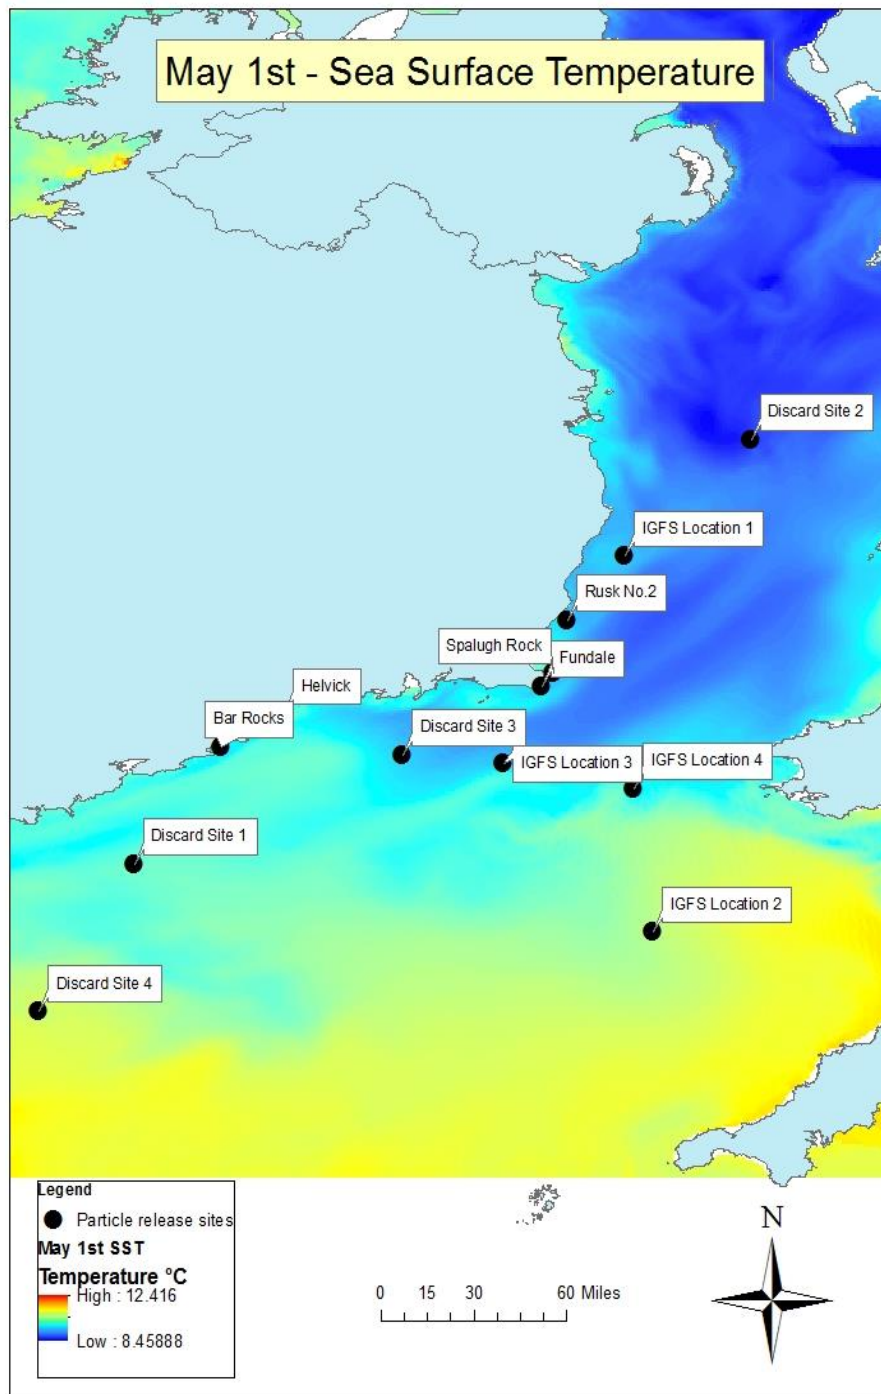 May 1st - Sea Surface Temperature
Discard Site 2
IGFS Location 1
Rusk No.2
Spalugh Rock
Fundale
Helvick
Bar Rocks
Discard Site 3
IGFS Location 3
IGFS Location 4
Discard Site 1
IGFS Location 2
Discard Site 4
Legend
Particle release sites
May 1st SST
Temperature °C
High : 12.416
Low : 8.45888
0 15 30 60 Miles
N